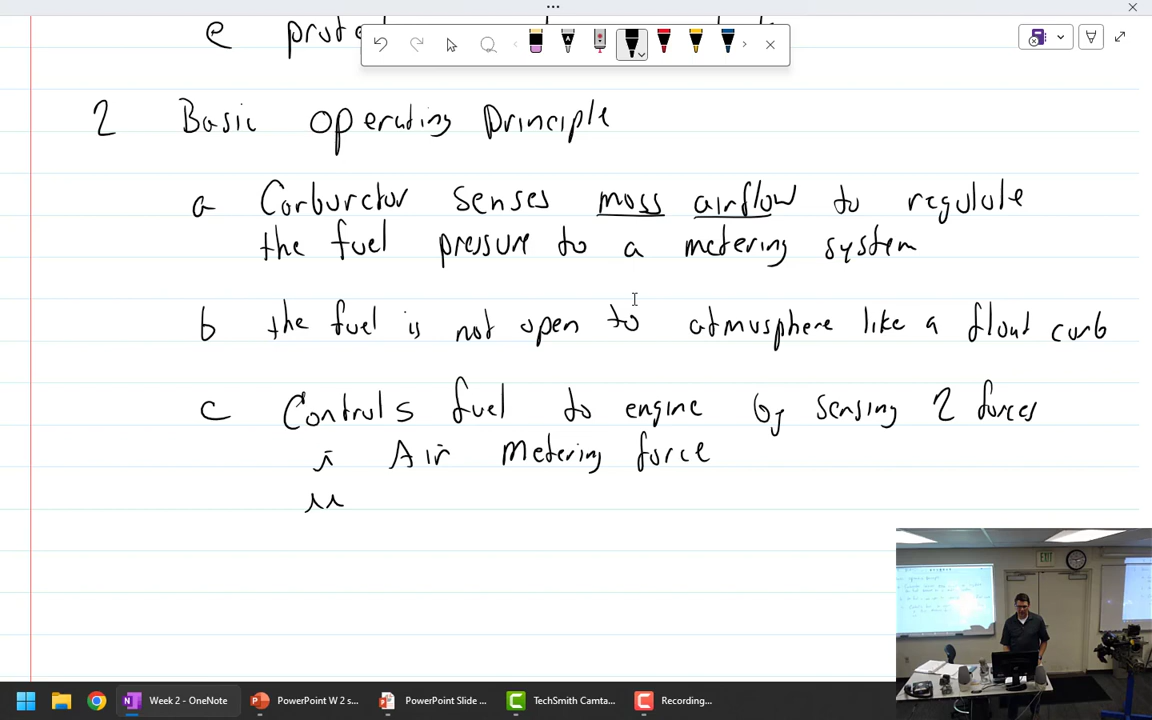 e
2 Basic operating principle
a Carburetor senses mass airflow to regulate
the fuel pressure to a metering system
b the fuel is not open to atmosphere like a float carb
c Controls fuel to engine by sensing 2 forces
i Air Metering force
ii
EXIT
Week 2 - OneNote
PowerPoint W 2 s...
PowerPoint Slide ...
TechSmith Camta...
Recording...